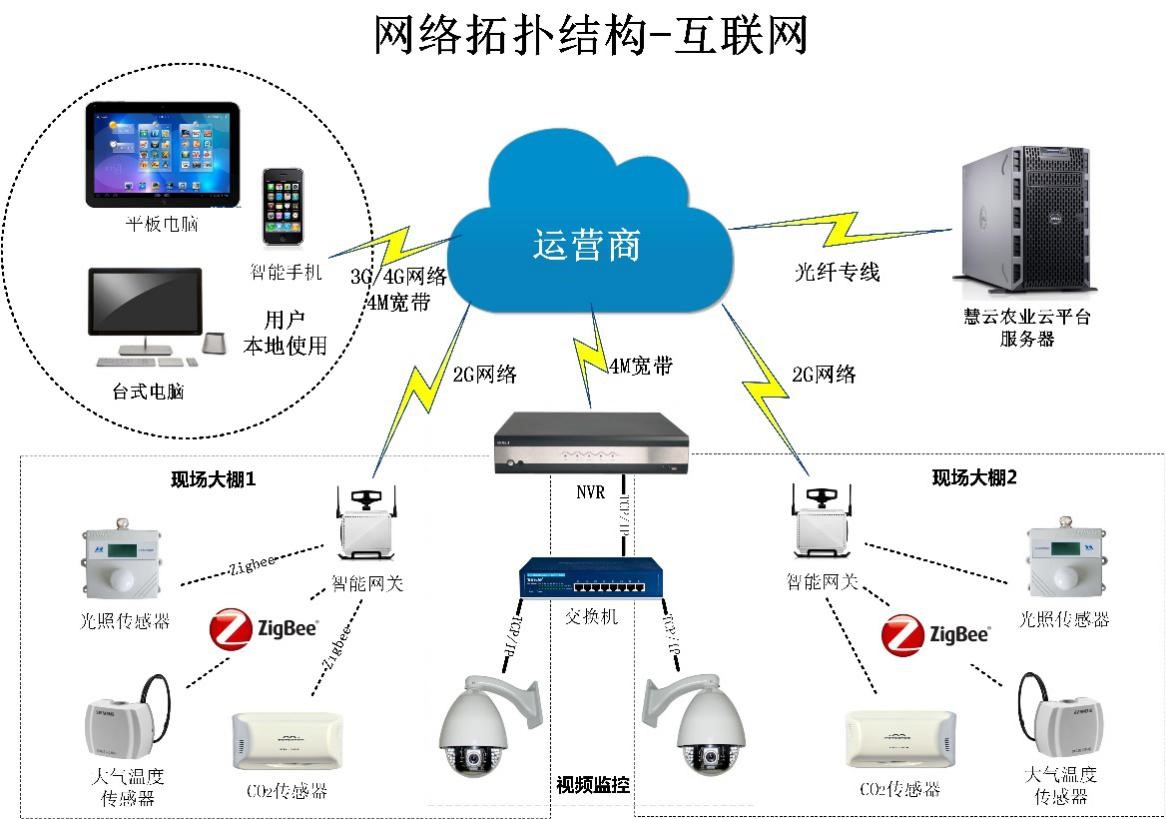 网络拓扑结构-互联网
平板电脑
智能手机
用户
本地使用
台式电脑
3G/4G网络
4M宽带
运营商
光纤专线
慧云农业云平台
服务器
2G网络
4M宽带
2G网络
现场大棚1
NVR
TCP/IP
现场大棚2
Zigbee
智能网关
光照传感器
ZigBee
Zigbee
交换机
TCP/IP
TCP/IP
智能网关
光照传感器
ZigBee
大气温度
传感器
CO2传感器
视频监控
CO2传感器
大气温度
传感器